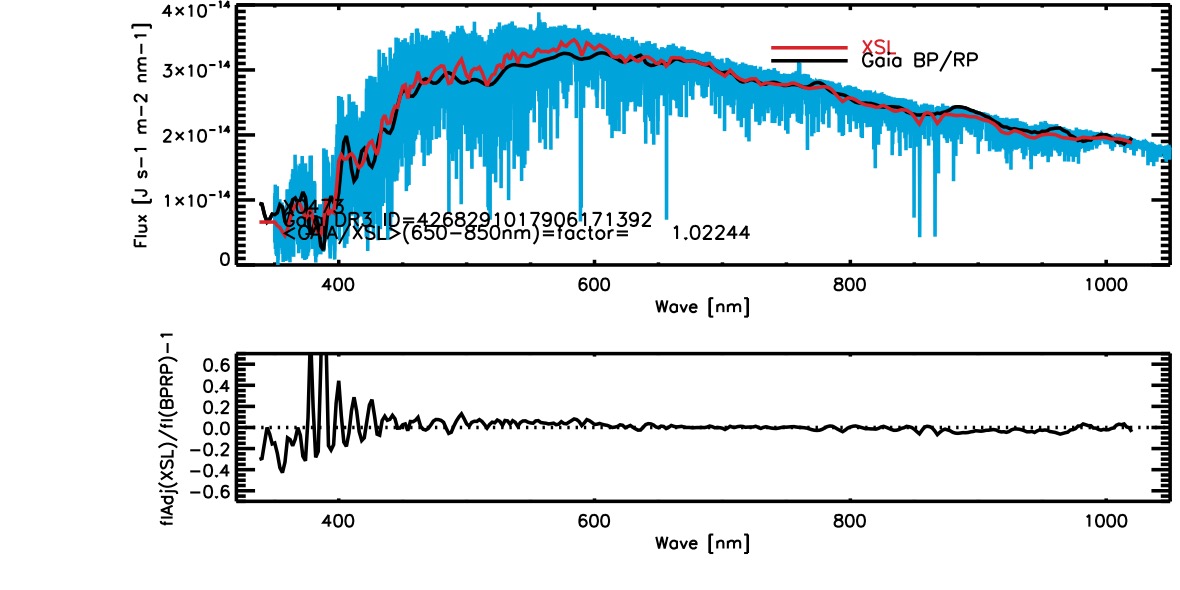 4×10−14
3×10−14
2×10−14
1×10−14
0
Flux [J s−1 m−2 nm−1]
XSL
Gaia BP/RP
X0473
Gaia DR3 ID=4268291017906171392
<GAIA/XSL>(650−850nm)=factor= 1.02244
400 600 800 1000
Wave [nm]
0.6
0.4
0.2
0.0
−0.2
−0.4
−0.6
flAdj(XSL)/fl(BPRP)−1
400 600 800 1000
Wave [nm]